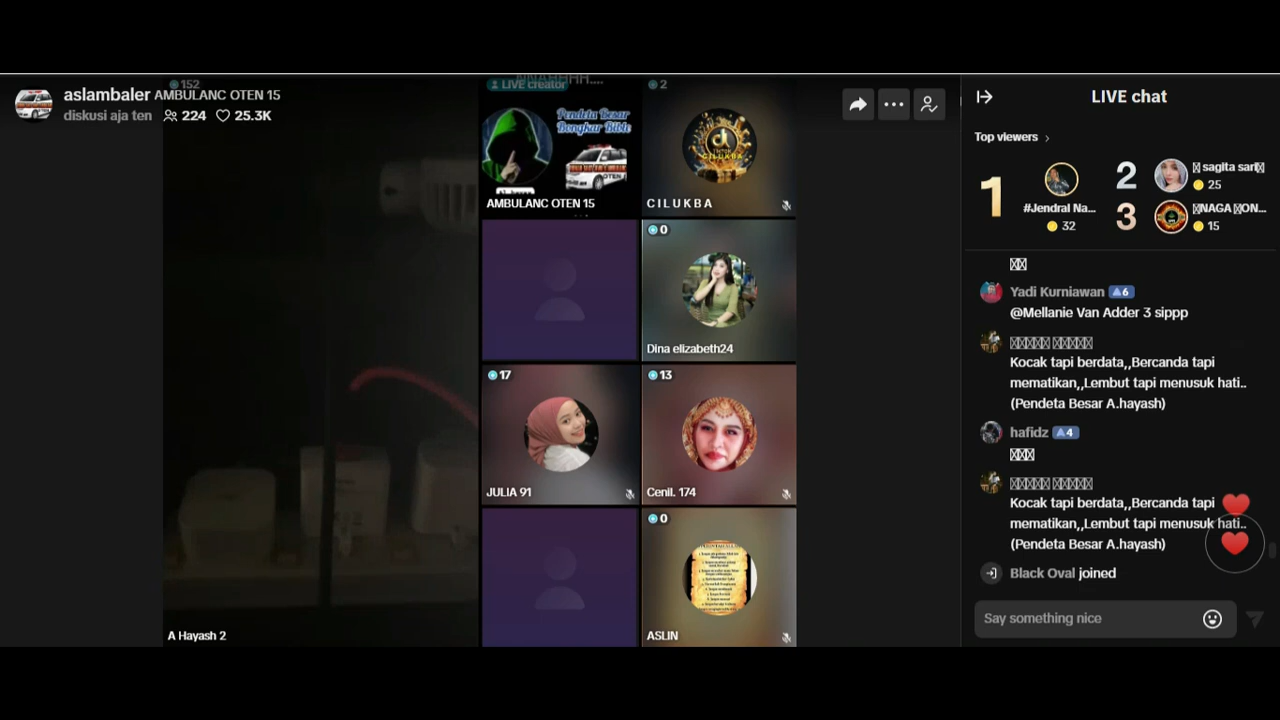 aslambaler AMBULANC OTEN 15
diskusi aja ten 224 25.3K
152
LIVE creator
Pendeta Besar
Bongkar Bible
AMBULANC OTEN 15
2
CILUKBA
C I L U K B A
0
Dina elizabeth24
17
JULIA 91
13
Cenil. 174
0
ASLIN
A Hayash 2
LIVE chat
Top viewers
1
#Jendral Na...
32
2
sagita sari
25
3
NAGA ON...
15
Yadi Kurniawan 6
@Mellanie Van Adder 3 sippp
Kocak tapi berdata,,Bercanda tapi
mematikan,,Lembut tapi menusuk hati..
(Pendeta Besar A.hayash)
hafidz 4
Kocak tapi berdata,,Bercanda tapi
mematikan,,Lembut tapi menusuk hati..
(Pendeta Besar A.hayash)
Black Oval joined
Say something nice